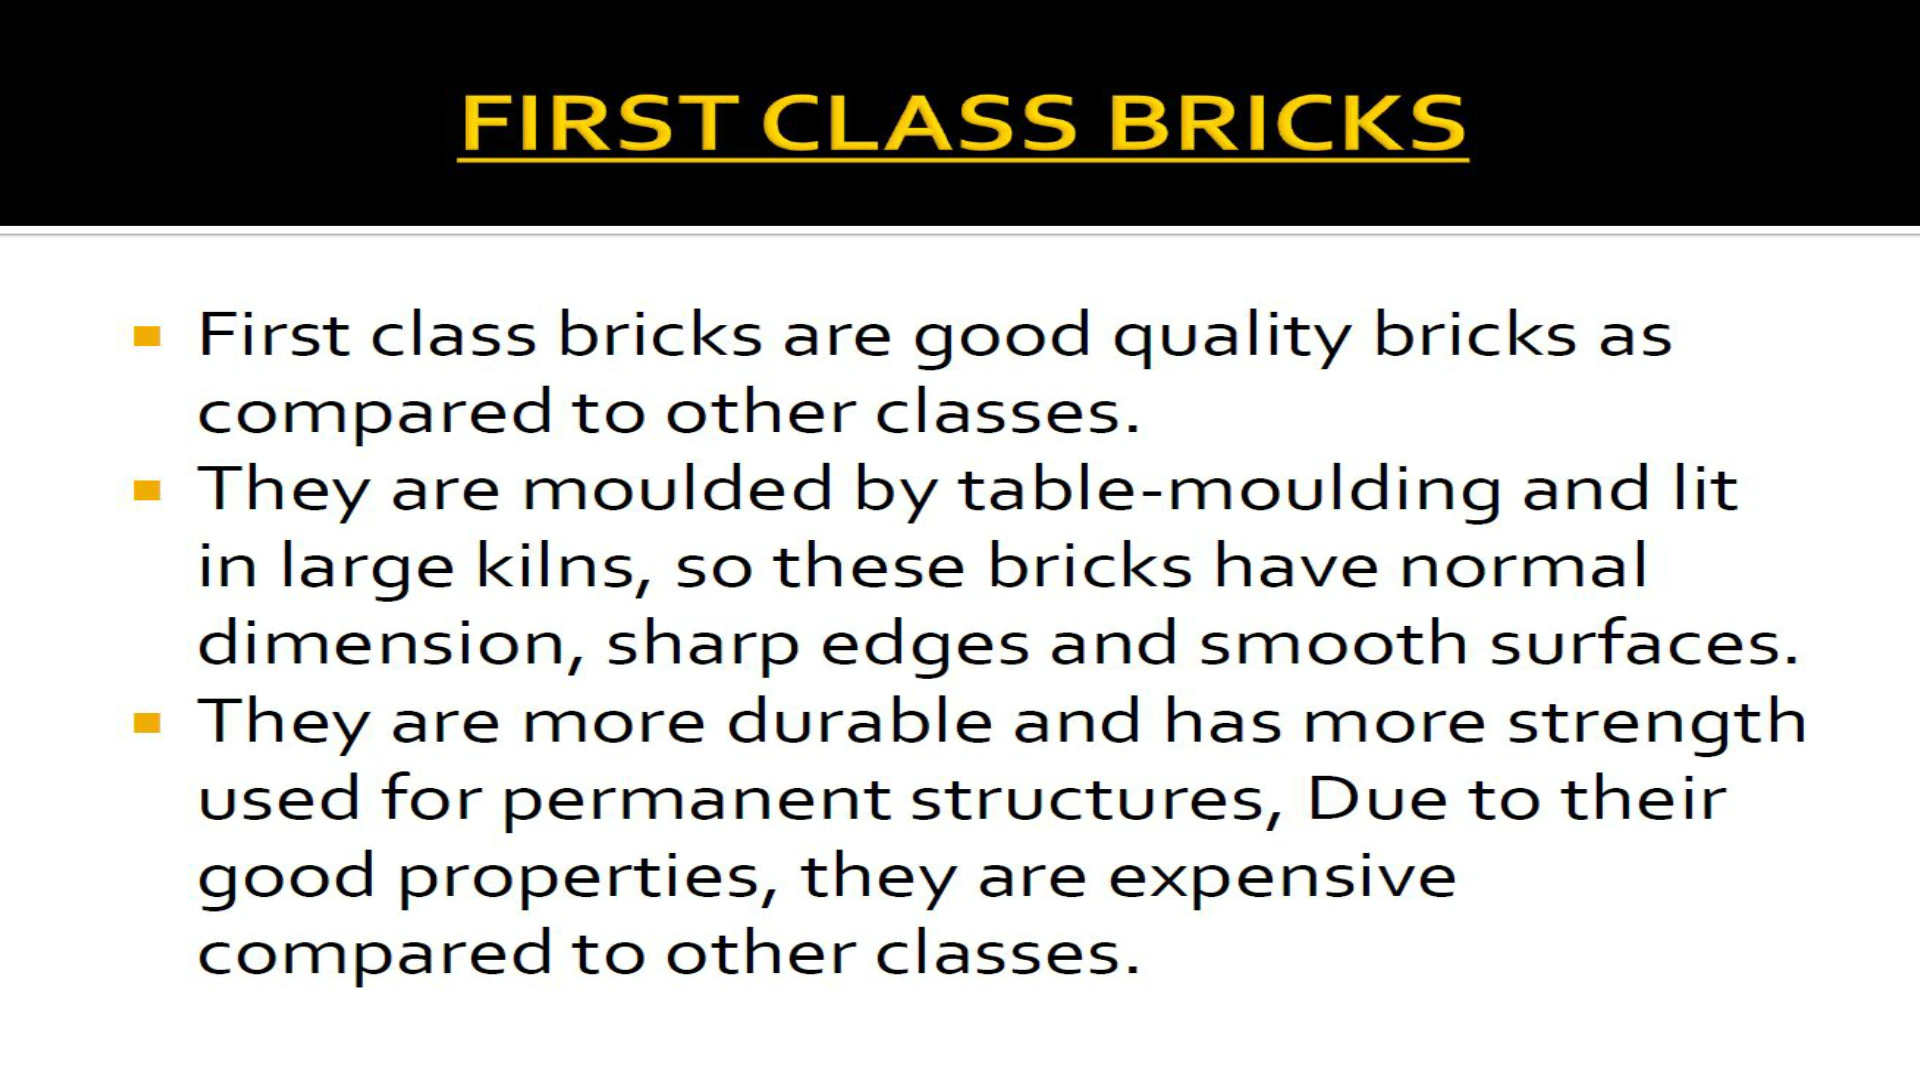 FIRST CLASS BRICKS
First class bricks are good quality bricks as
compared to other classes.
They are moulded by table-moulding and lit
in large kilns, so these bricks have normal
dimension, sharp edges and smooth surfaces.
They are more durable and has more strength
used for permanent structures, Due to their
good properties, they are expensive
compared to other classes.